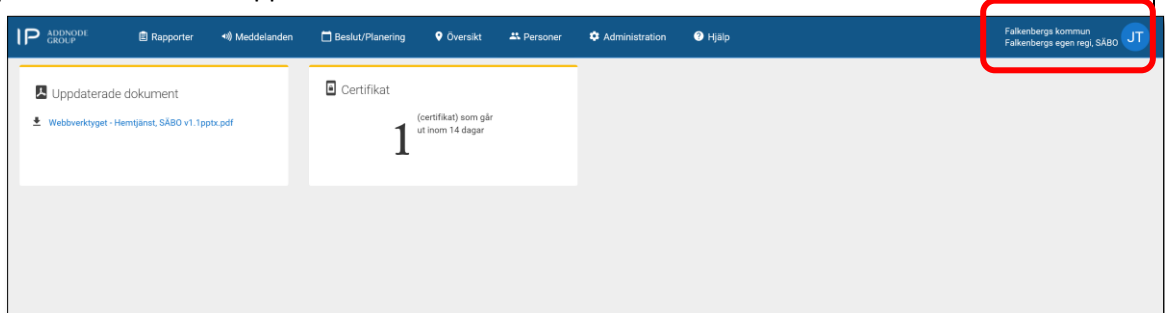 IP ADDNODE
GROUP
Rapporter Meddelanden Beslut/Planering Översikt Personer Administration Hjälp
Falkenbergs kommun
Falkenbergs egen regi, SÄBO
JT
Uppdaterade dokument
Webbverktyget - Hemtjänst, SÄBO v1.1pptx.pdf
Certifikat
1
(certifikat) som går
ut inom 14 dagar